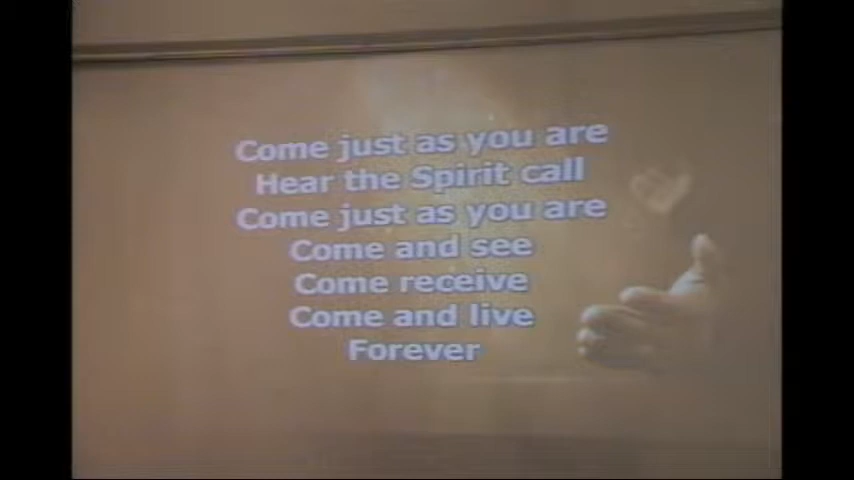 Come just as you are
Hear the Spirit call
Come just as you are
Come and see
Come receive
Come and live
Forever